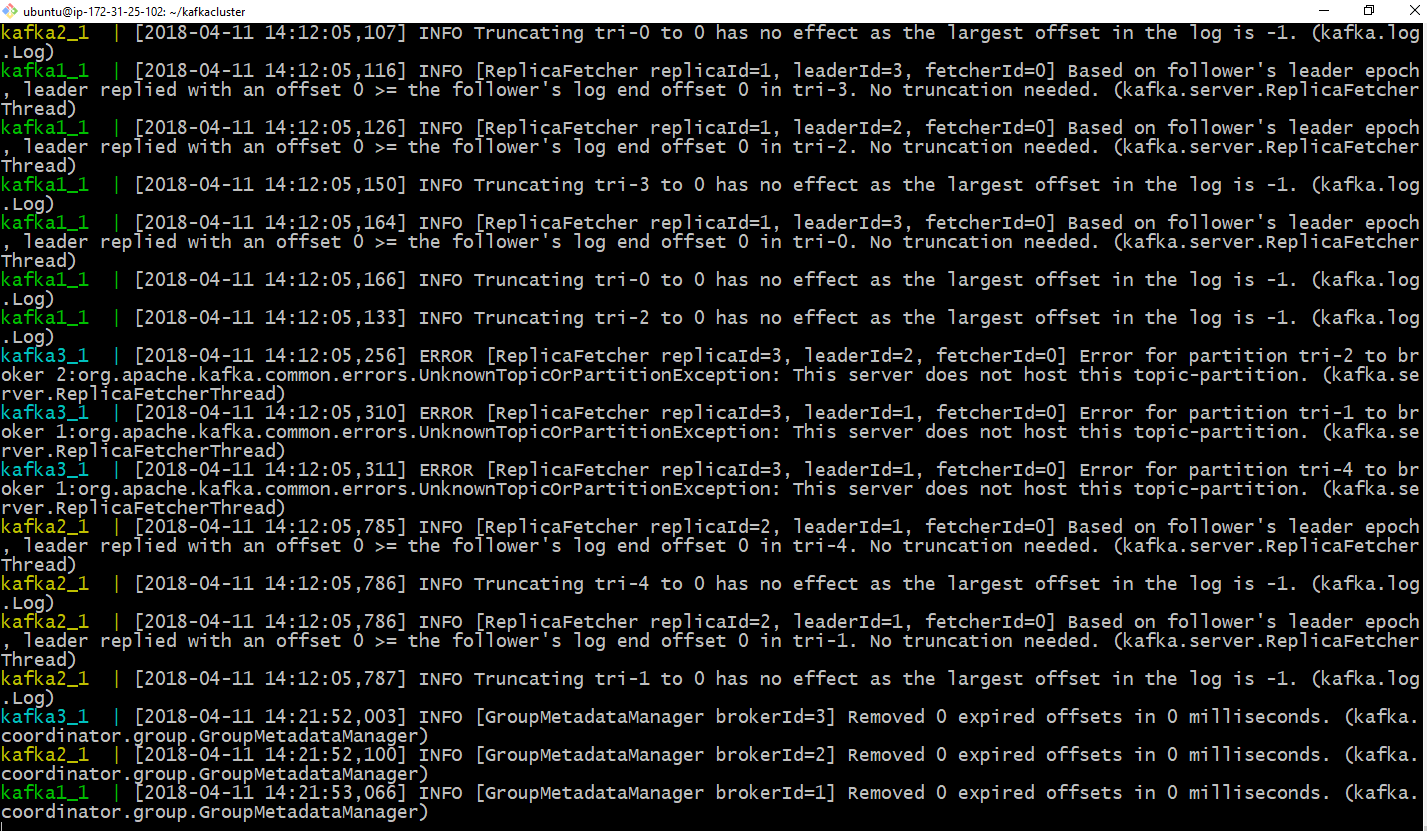 ubuntu@ip-172-31-25-102: ~/kafkacluster
kafka2_1  | [2018-04-11 14:12:05,107] INFO Truncating tri-0 to 0 has no effect as the largest offset in the log is -1. (kafka.log
.Log)
kafka1_1  | [2018-04-11 14:12:05,116] INFO [ReplicaFetcher replicaId=1, leaderId=3, fetcherId=0] Based on follower's leader epoch
, leader replied with an offset 0 >= the follower's log end offset 0 in tri-3. No truncation needed. (kafka.server.ReplicaFetcher
Thread)
kafka1_1  | [2018-04-11 14:12:05,126] INFO [ReplicaFetcher replicaId=1, leaderId=2, fetcherId=0] Based on follower's leader epoch
, leader replied with an offset 0 >= the follower's log end offset 0 in tri-2. No truncation needed. (kafka.server.ReplicaFetcher
Thread)
kafka1_1  | [2018-04-11 14:12:05,150] INFO Truncating tri-3 to 0 has no effect as the largest offset in the log is -1. (kafka.log
.Log)
kafka1_1  | [2018-04-11 14:12:05,164] INFO [ReplicaFetcher replicaId=1, leaderId=3, fetcherId=0] Based on follower's leader epoch
, leader replied with an offset 0 >= the follower's log end offset 0 in tri-0. No truncation needed. (kafka.server.ReplicaFetcher
Thread)
kafka1_1  | [2018-04-11 14:12:05,166] INFO Truncating tri-0 to 0 has no effect as the largest offset in the log is -1. (kafka.log
.Log)
kafka1_1  | [2018-04-11 14:12:05,133] INFO Truncating tri-2 to 0 has no effect as the largest offset in the log is -1. (kafka.log
.Log)
kafka3_1  | [2018-04-11 14:12:05,256] ERROR [ReplicaFetcher replicaId=3, leaderId=2, fetcherId=0] Error for partition tri-2 to br
oker 2:org.apache.kafka.common.errors.UnknownTopicOrPartitionException: This server does not host this topic-partition. (kafka.se
rver.ReplicaFetcherThread)
kafka3_1  | [2018-04-11 14:12:05,310] ERROR [ReplicaFetcher replicaId=3, leaderId=1, fetcherId=0] Error for partition tri-1 to br
oker 1:org.apache.kafka.common.errors.UnknownTopicOrPartitionException: This server does not host this topic-partition. (kafka.se
rver.ReplicaFetcherThread)
kafka3_1  | [2018-04-11 14:12:05,311] ERROR [ReplicaFetcher replicaId=3, leaderId=1, fetcherId=0] Error for partition tri-4 to br
oker 1:org.apache.kafka.common.errors.UnknownTopicOrPartitionException: This server does not host this topic-partition. (kafka.se
rver.ReplicaFetcherThread)
kafka2_1  | [2018-04-11 14:12:05,785] INFO [ReplicaFetcher replicaId=2, leaderId=1, fetcherId=0] Based on follower's leader epoch
, leader replied with an offset 0 >= the follower's log end offset 0 in tri-4. No truncation needed. (kafka.server.ReplicaFetcher
Thread)
kafka2_1  | [2018-04-11 14:12:05,786] INFO Truncating tri-4 to 0 has no effect as the largest offset in the log is -1. (kafka.log
.Log)
kafka2_1  | [2018-04-11 14:12:05,786] INFO [ReplicaFetcher replicaId=2, leaderId=1, fetcherId=0] Based on follower's leader epoch
, leader replied with an offset 0 >= the follower's log end offset 0 in tri-1. No truncation needed. (kafka.server.ReplicaFetcher
Thread)
kafka2_1  | [2018-04-11 14:12:05,787] INFO Truncating tri-1 to 0 has no effect as the largest offset in the log is -1. (kafka.log
.Log)
kafka3_1  | [2018-04-11 14:21:52,003] INFO [GroupMetadataManager brokerId=3] Removed 0 expired offsets in 0 milliseconds. (kafka.
coordinator.group.GroupMetadataManager)
kafka2_1  | [2018-04-11 14:21:52,100] INFO [GroupMetadataManager brokerId=2] Removed 0 expired offsets in 0 milliseconds. (kafka.
coordinator.group.GroupMetadataManager)
kafka1_1  | [2018-04-11 14:21:53,066] INFO [GroupMetadataManager brokerId=1] Removed 0 expired offsets in 0 milliseconds. (kafka.
coordinator.group.GroupMetadataManager)